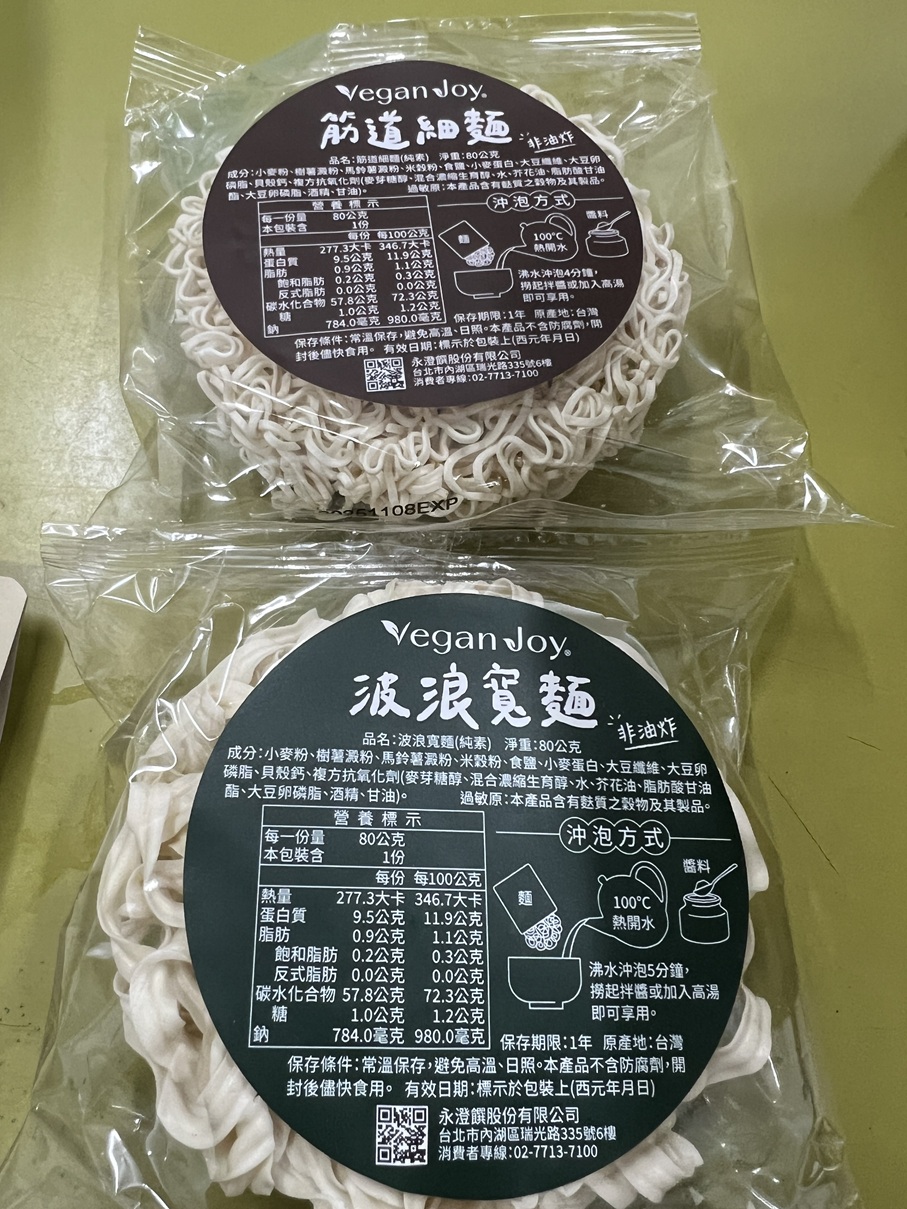 Vegan Joy®
筋道細麵 非油炸
品名:筋道細麵(純素) 淨重:80公克
成分:小麥粉、樹薯澱粉、馬鈴薯澱粉、米穀粉、食鹽、小麥蛋白、大豆纖維、大豆卵
磷脂、貝殼鈣、複方抗氧化劑(麥芽糖醇、混合濃縮生育醇、水、芥花油、脂肪酸甘油
酯、大豆卵磷脂、酒精、甘油)。 過敏原:本產品含有麩質之穀物及其製品。
營養標示
每一份量 80公克
本包裝含 1份
每份 每100公克
熱量 277.3大卡 346.7大卡
蛋白質 9.5公克 11.9公克
脂肪 0.9公克 1.1公克
飽和脂肪 0.2公克 0.3公克
反式脂肪 0.0公克 0.0公克
碳水化合物 57.8公克 72.3公克
糖 1.0公克 1.2公克
鈉 784.0毫克 980.0毫克
沖泡方式
麵
100°C
熱開水
醬料
沸水沖泡4分鐘,
撈起拌醬或加入高湯
即可享用。
保存期限:1年 原產地:台灣
保存條件:常溫保存,避免高溫、日照。本產品不含防腐劑,開
封後儘快食用。 有效日期:標示於包裝上(西元年月日)
永澄饌股份有限公司
台北市內湖區瑞光路335號6樓
消費者專線:02-7713-7100
51108EXP
Vegan Joy®
波浪寬麵 非油炸
品名:波浪寬麵(純素) 淨重:80公克
成分:小麥粉、樹薯澱粉、馬鈴薯澱粉、米穀粉、食鹽、小麥蛋白、大豆纖維、大豆卵
磷脂、貝殼鈣、複方抗氧化劑(麥芽糖醇、混合濃縮生育醇、水、芥花油、脂肪酸甘油
酯、大豆卵磷脂、酒精、甘油)。 過敏原:本產品含有麩質之穀物及其製品。
營養標示
每一份量 80公克
本包裝含 1份
每份 每100公克
熱量 277.3大卡 346.7大卡
蛋白質 9.5公克 11.9公克
脂肪 0.9公克 1.1公克
飽和脂肪 0.2公克 0.3公克
反式脂肪 0.0公克 0.0公克
碳水化合物 57.8公克 72.3公克
糖 1.0公克 1.2公克
鈉 784.0毫克 980.0毫克
沖泡方式
麵
100°C
熱開水
醬料
沸水沖泡5分鐘,
撈起拌醬或加入高湯
即可享用。
保存期限:1年 原產地:台灣
保存條件:常溫保存,避免高溫、日照。本產品不含防腐劑,開
封後儘快食用。 有效日期:標示於包裝上(西元年月日)
永澄饌股份有限公司
台北市內湖區瑞光路335號6樓
消費者專線:02-7713-7100